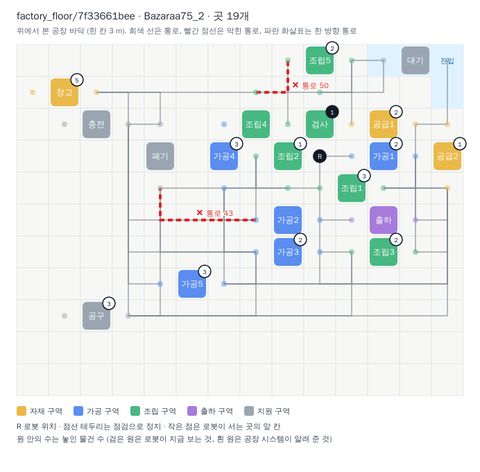 factory_floor/7f33661bee · Bazaraa75_2 · 곳 19개
위에서 본 공장 바닥 (한 칸 3 m). 회색 선은 통로, 빨간 점선은 막힌 통로, 파란 화살표는 한 방향 통로
조립5 2
대기
진입
창고 5
✕ 통로 50
충전
조립4
검사 1
공급1 2
폐기
가공4 3
조립2 1
R
가공1 2
공급2 1
조립1 3
✕ 통로 43
가공2
출하
가공3 2
조립3 2
가공5 3
공구 3
자재 구역 가공 구역 조립 구역 출하 구역 지원 구역
R 로봇 위치 · 점선 테두리는 점검으로 정지 · 작은 점은 로봇이 서는 곳의 앞 칸
원 안의 수는 놓인 물건 수 (검은 원은 로봇이 지금 보는 것, 흰 원은 공장 시스템이 알려 준 것)